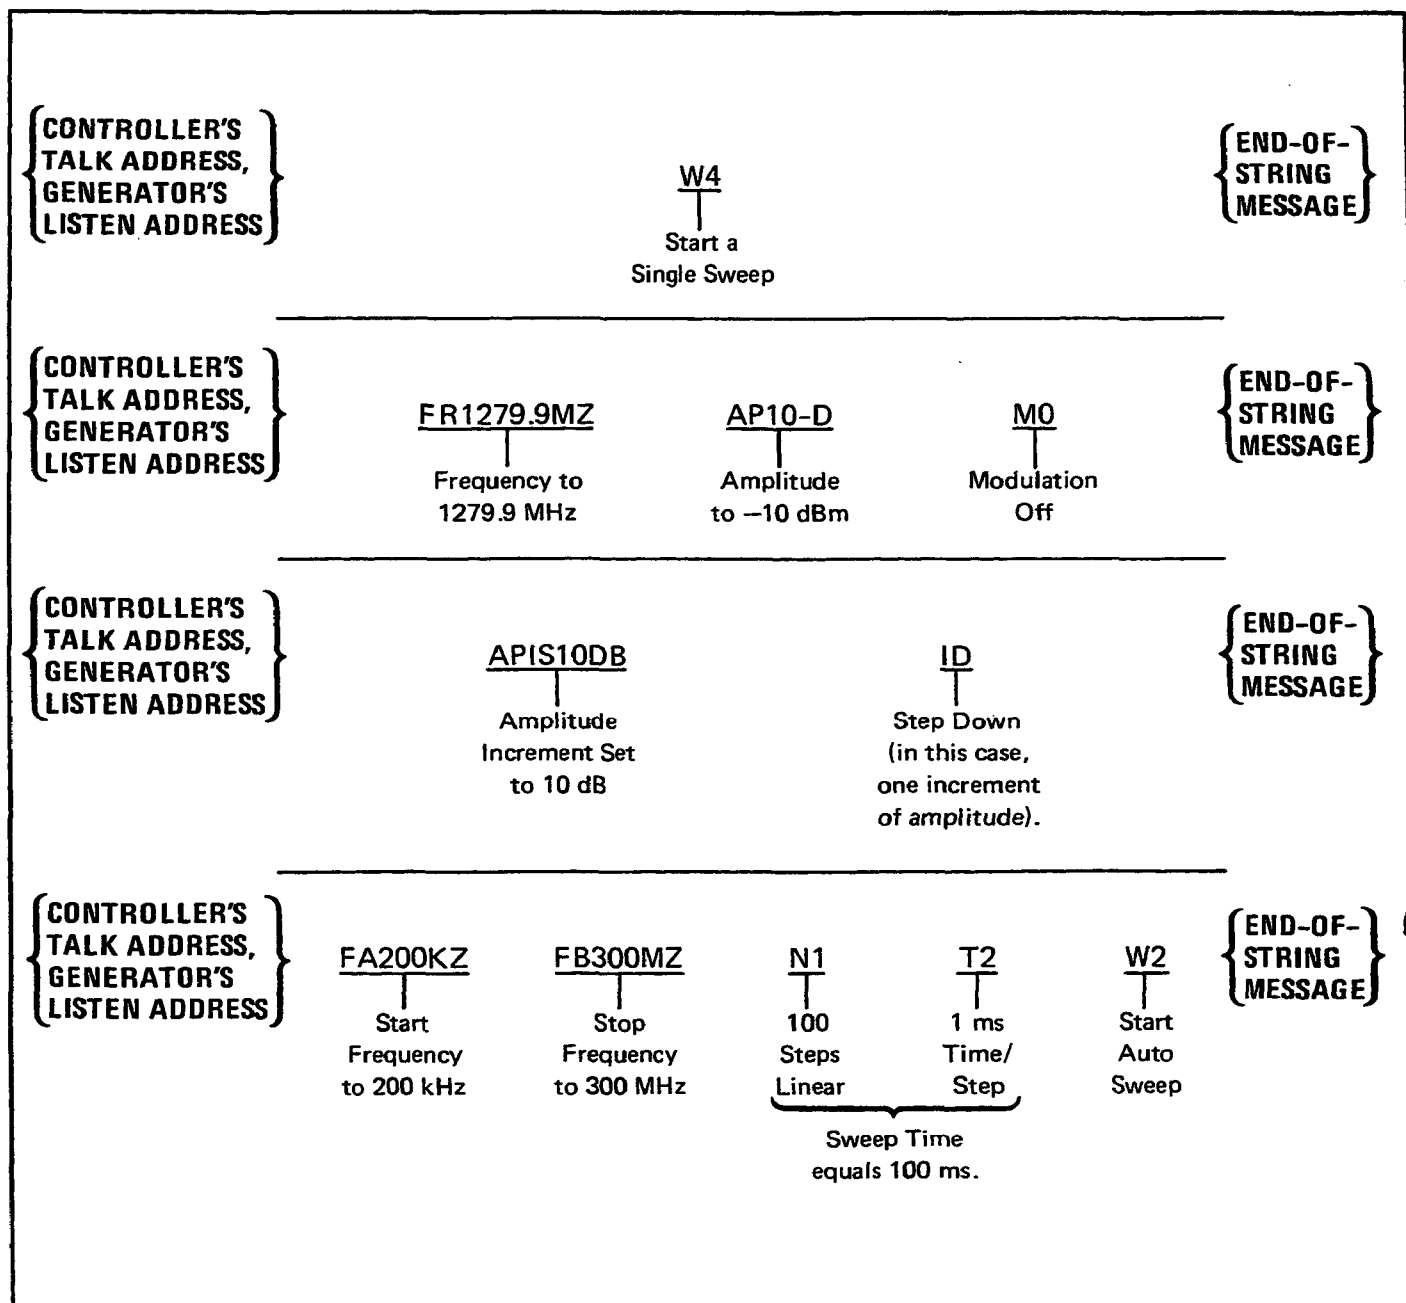 CONTROLLER'S
TALK ADDRESS,
GENERATOR'S
LISTEN ADDRESS
W4
Start a
Single Sweep
END-OF-
STRING
MESSAGE
CONTROLLER'S
TALK ADDRESS,
GENERATOR'S
LISTEN ADDRESS
FR1279.9MZ
Frequency to
1279.9 MHz
AP10-D
Amplitude
to −10 dBm
M0
Modulation
Off
END-OF-
STRING
MESSAGE
CONTROLLER'S
TALK ADDRESS,
GENERATOR'S
LISTEN ADDRESS
APIS10DB
Amplitude
Increment Set
to 10 dB
ID
Step Down
(in this case,
one increment
of amplitude).
END-OF-
STRING
MESSAGE
CONTROLLER'S
TALK ADDRESS,
GENERATOR'S
LISTEN ADDRESS
FA200KZ
Start
Frequency
to 200 kHz
FB300MZ
Stop
Frequency
to 300 MHz
N1
100
Steps
Linear
T2
1 ms
Time/
Step
Sweep Time
equals 100 ms.
W2
Start
Auto
Sweep
END-OF-
STRING
MESSAGE